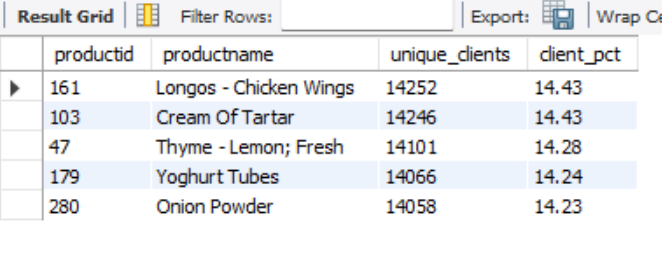 Result Grid Filter Rows: Export: Wrap Ce
productid productname unique_clients client_pct
161 Longos - Chicken Wings 14252 14.43
103 Cream Of Tartar 14246 14.43
47 Thyme - Lemon; Fresh 14101 14.28
179 Yoghurt Tubes 14066 14.24
280 Onion Powder 14058 14.23